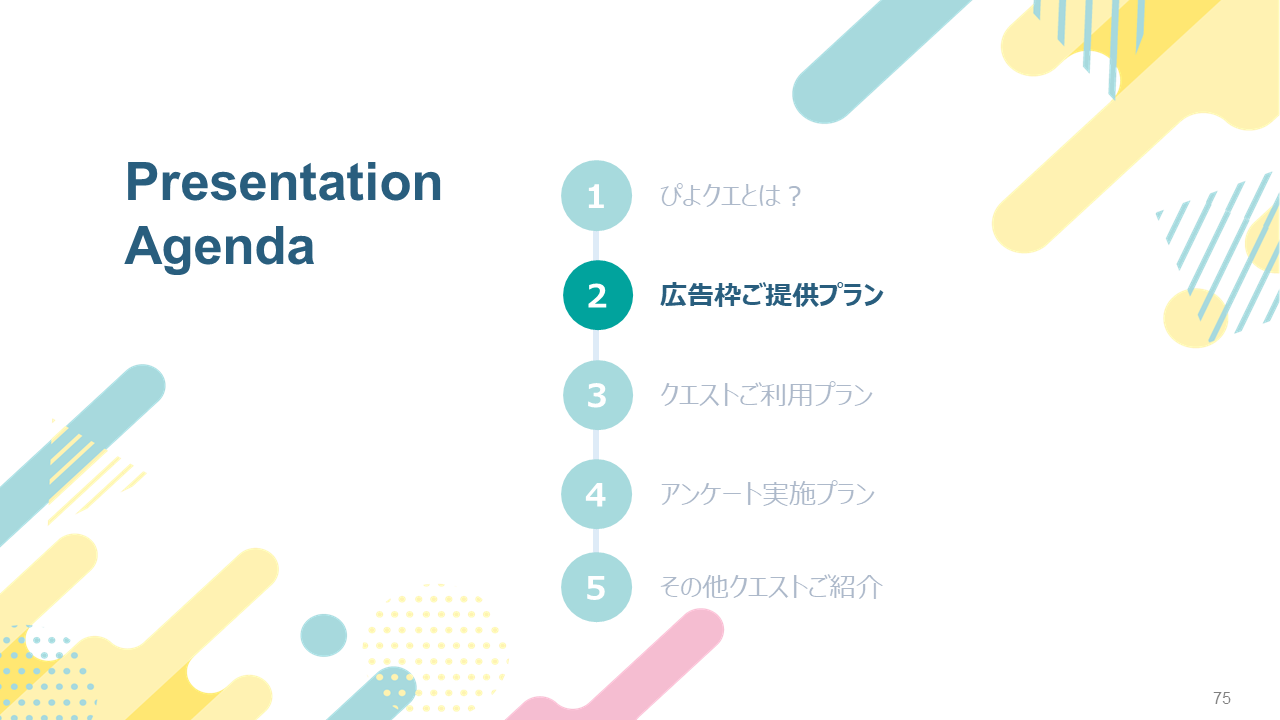 Presentation
Agenda
1 ぴよクエとは？
2 広告枠ご提供プラン
3 クエストご利用プラン
4 アンケート実施プラン
5 その他クエストご紹介
75